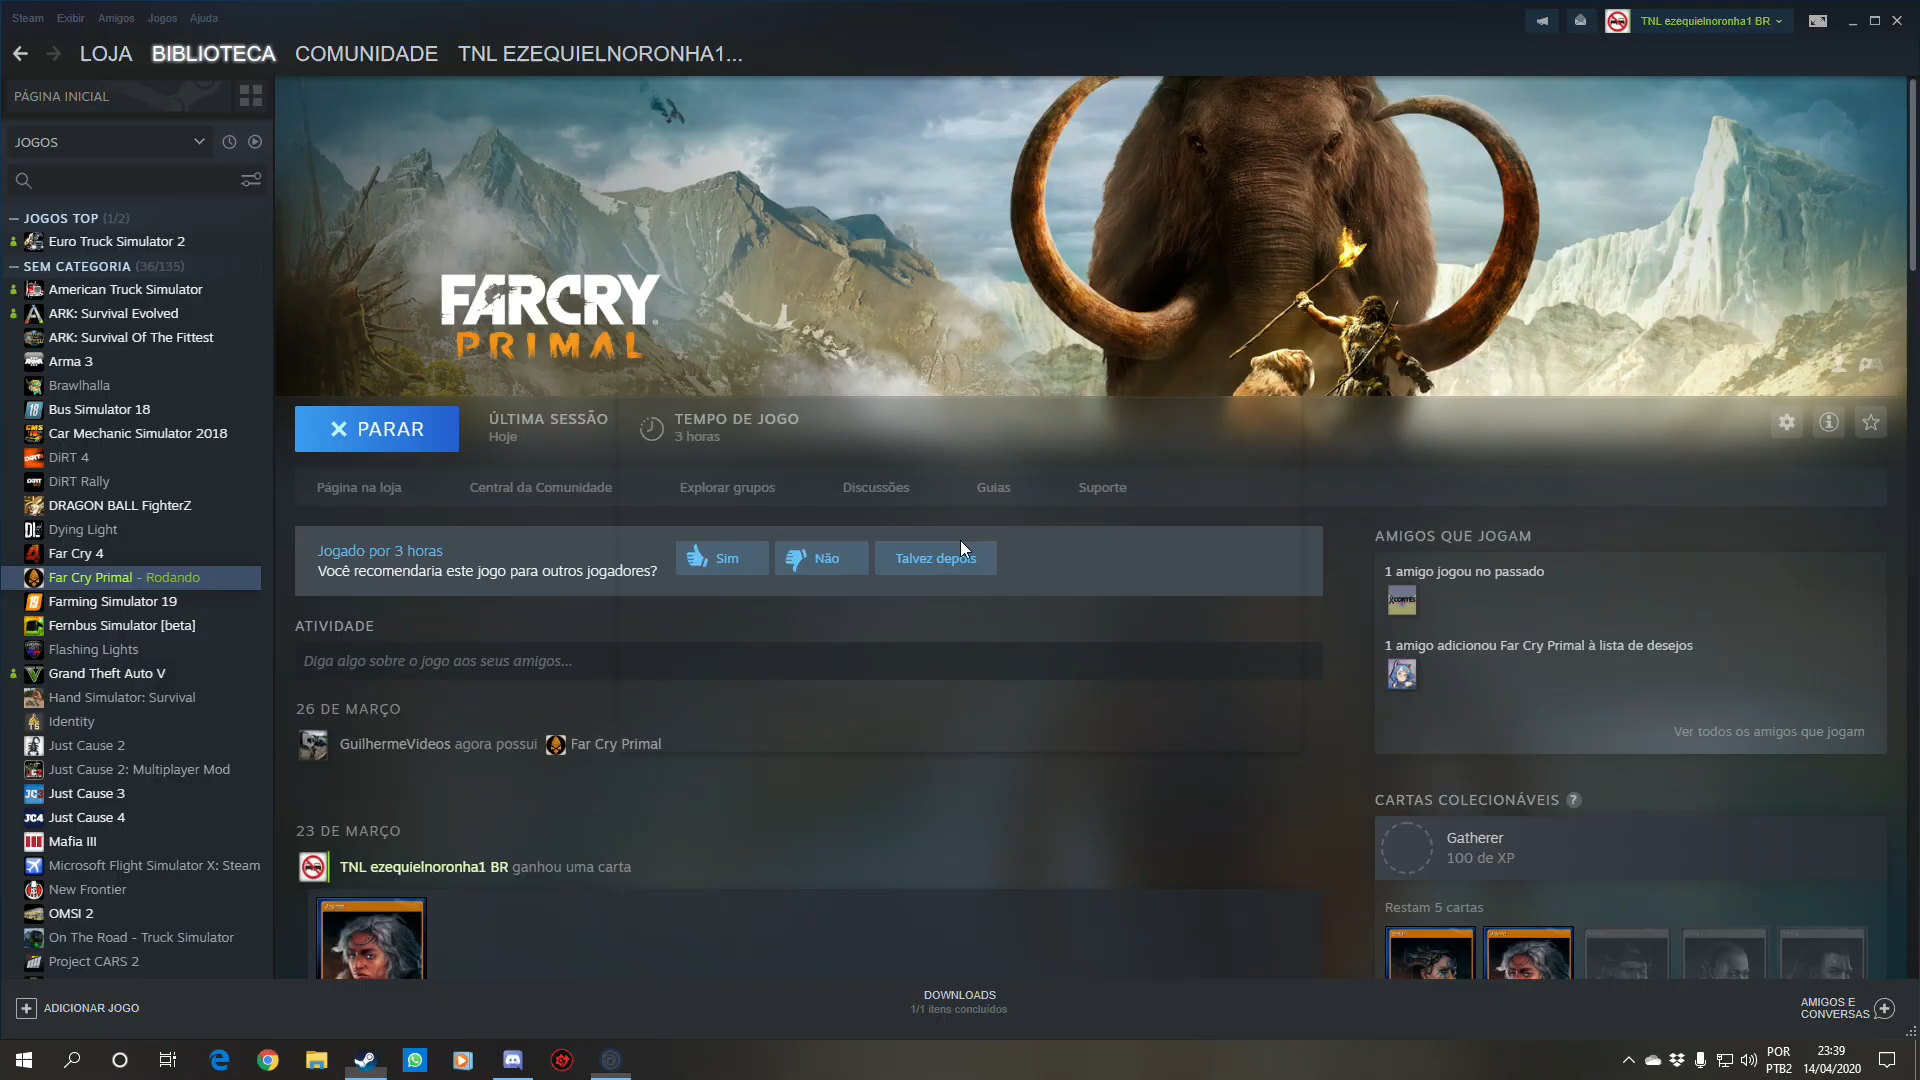 Steam Exibir Amigos Jogos Ajuda
TNL ezequielnoronha1 BR
LOJA BIBLIOTECA COMUNIDADE TNL EZEQUIELNORONHA1...
PÁGINA INICIAL
JOGOS
JOGOS TOP (1/2)
Euro Truck Simulator 2
SEM CATEGORIA (36/135)
American Truck Simulator
ARK: Survival Evolved
ARK: Survival Of The Fittest
Arma 3
Brawlhalla
Bus Simulator 18
Car Mechanic Simulator 2018
DiRT 4
DiRT Rally
DRAGON BALL FighterZ
Dying Light
Far Cry 4
Far Cry Primal - Rodando
Farming Simulator 19
Fernbus Simulator [beta]
Flashing Lights
Grand Theft Auto V
Hand Simulator: Survival
Identity
Just Cause 2
Just Cause 2: Multiplayer Mod
Just Cause 3
Just Cause 4
Mafia III
Microsoft Flight Simulator X: Steam
New Frontier
OMSI 2
On The Road - Truck Simulator
Project CARS 2
FARCRY
PRIMAL
PARAR
ÚLTIMA SESSÃO
Hoje
TEMPO DE JOGO
3 horas
Página na loja Central da Comunidade Explorar grupos Discussões Guias Suporte
Jogado por 3 horas
Você recomendaria este jogo para outros jogadores?
Sim Não Talvez depois
ATIVIDADE
Diga algo sobre o jogo aos seus amigos...
26 DE MARÇO
GuilhermeVideos agora possui Far Cry Primal
23 DE MARÇO
TNL ezequielnoronha1 BR ganhou uma carta
AMIGOS QUE JOGAM
1 amigo jogou no passado
1 amigo adicionou Far Cry Primal à lista de desejos
Ver todos os amigos que jogam
CARTAS COLECIONÁVEIS ?
Gatherer
100 de XP
Restam 5 cartas
ADICIONAR JOGO
DOWNLOADS
1/1 itens concluídos
AMIGOS E
CONVERSAS
POR
PTB2
23:39
14/04/2020